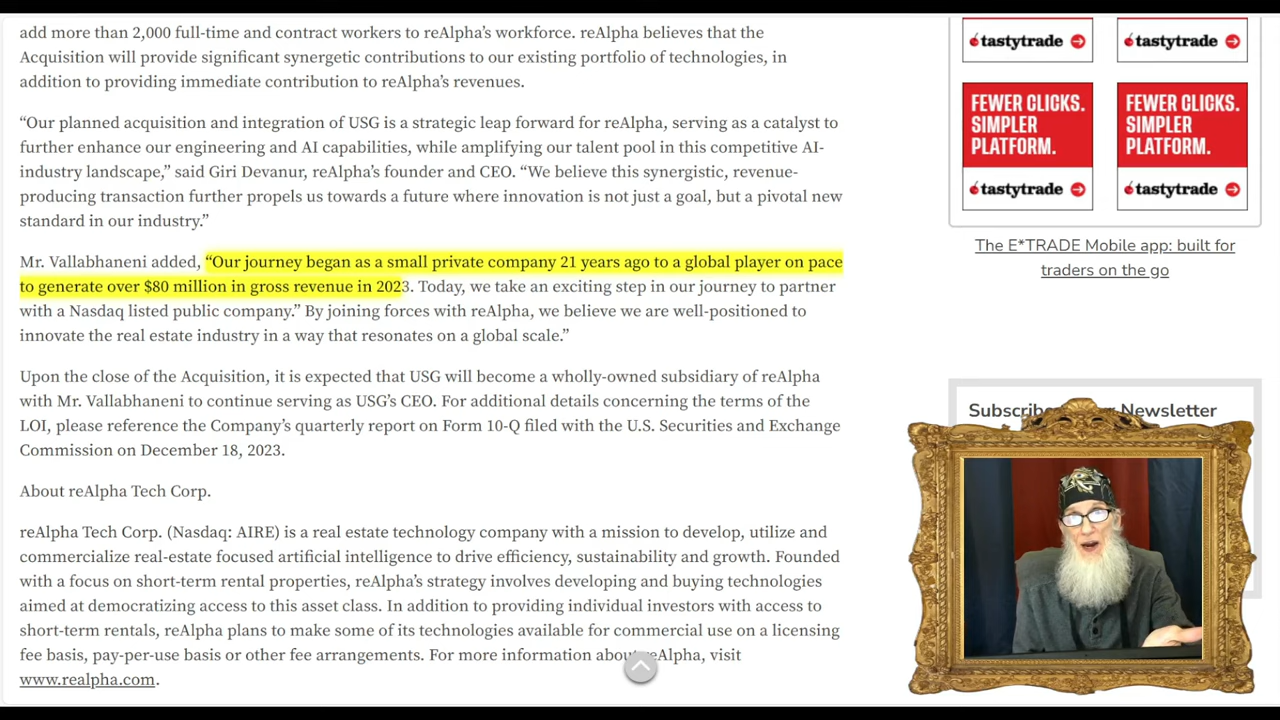 add more than 2,000 full-time and contract workers to reAlpha’s workforce. reAlpha believes that the
Acquisition will provide significant synergetic contributions to our existing portfolio of technologies, in
addition to providing immediate contribution to reAlpha’s revenues.
“Our planned acquisition and integration of USG is a strategic leap forward for reAlpha, serving as a catalyst to
further enhance our engineering and AI capabilities, while amplifying our talent pool in this competitive AI-
industry landscape,” said Giri Devanur, reAlpha’s founder and CEO. “We believe this synergistic, revenue-
producing transaction further propels us towards a future where innovation is not just a goal, but a pivotal new
standard in our industry.”
Mr. Vallabhaneni added, “Our journey began as a small private company 21 years ago to a global player on pace
to generate over $80 million in gross revenue in 2023. Today, we take an exciting step in our journey to partner
with a Nasdaq listed public company.” By joining forces with reAlpha, we believe we are well-positioned to
innovate the real estate industry in a way that resonates on a global scale.”
Upon the close of the Acquisition, it is expected that USG will become a wholly-owned subsidiary of reAlpha
with Mr. Vallabhaneni to continue serving as USG’s CEO. For additional details concerning the terms of the
LOI, please reference the Company’s quarterly report on Form 10-Q filed with the U.S. Securities and Exchange
Commission on December 18, 2023.
About reAlpha Tech Corp.
reAlpha Tech Corp. (Nasdaq: AIRE) is a real estate technology company with a mission to develop, utilize and
commercialize real-estate focused artificial intelligence to drive efficiency, sustainability and growth. Founded
with a focus on short-term rental properties, reAlpha’s strategy involves developing and buying technologies
aimed at democratizing access to this asset class. In addition to providing individual investors with access to
short-term rentals, reAlpha plans to make some of its technologies available for commercial use on a licensing
fee basis, pay-per-use basis or other fee arrangements. For more information about reAlpha, visit
www.realpha.com.
tastytrade
tastytrade
FEWER CLICKS.
SIMPLER
PLATFORM.
tastytrade
FEWER CLICKS.
SIMPLER
PLATFORM.
tastytrade
The E*TRADE Mobile app: built for
traders on the go
Subscribe Newsletter